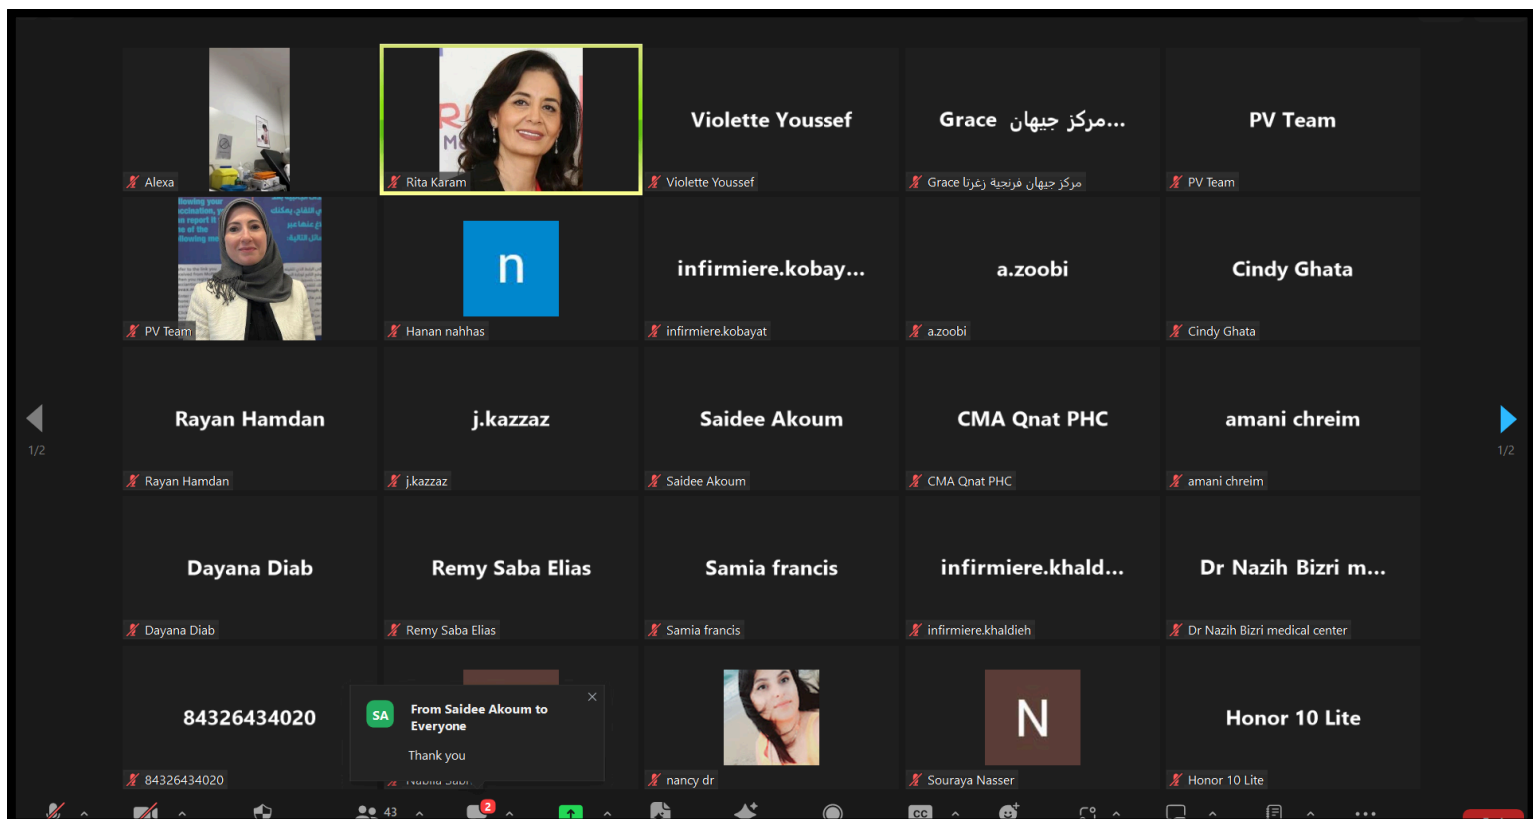 Violette Youssef
Grace مركز جيهان...
PV Team
Alexa
Rita Karam
Violette Youssef
Grace مركز جيهان فرنجية زغرتا
PV Team
n
infirmiere.kobay...
a.zoobi
Cindy Ghata
PV Team
Hanan nahhas
infirmiere.kobayat
a.zoobi
Cindy Ghata
Rayan Hamdan
j.kazzaz
Saidee Akoum
CMA Qnat PHC
amani chreim
1/2
1/2
Rayan Hamdan
j.kazzaz
Saidee Akoum
CMA Qnat PHC
amani chreim
Dayana Diab
Remy Saba Elias
Samia francis
infirmiere.khald...
Dr Nazih Bizri m...
Dayana Diab
Remy Saba Elias
Samia francis
infirmiere.khaldieh
Dr Nazih Bizri medical center
84326434020
SA
From Saidee Akoum to
Everyone
Thank you
N
Honor 10 Lite
84326434020
nancy dr
Souraya Nasser
Honor 10 Lite
43
2
CC